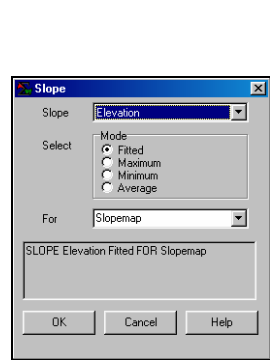 Slope
Slope Elevation
Select Mode
Fitted
Maximum
Minimum
Average
For Slopemap
SLOPE Elevation Fitted FOR Slopemap
OK Cancel Help